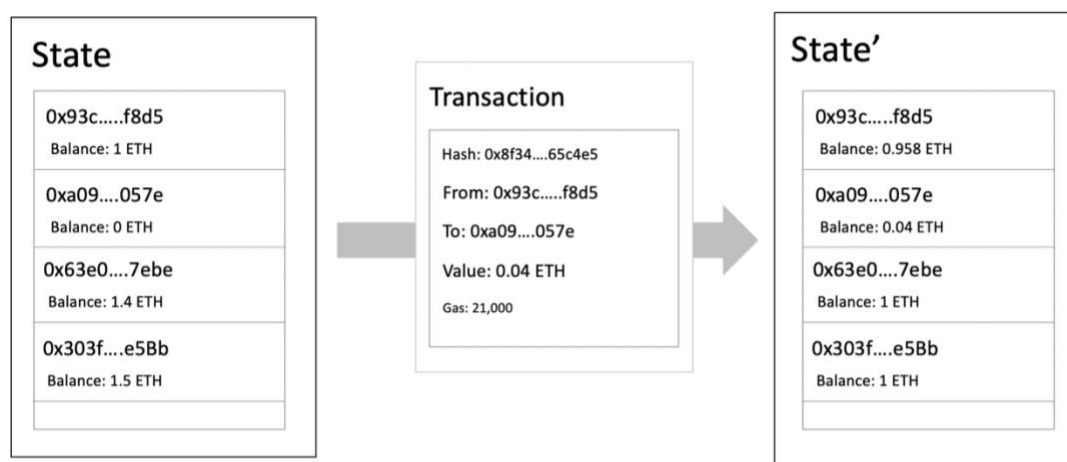 State
0x93c.....f8d5
Balance: 1 ETH
0xa09....057e
Balance: 0 ETH
0x63e0....7ebe
Balance: 1.4 ETH
0x303f....e5Bb
Balance: 1.5 ETH
Transaction
Hash: 0x8f34....65c4e5
From: 0x93c.....f8d5
To: 0xa09....057e
Value: 0.04 ETH
Gas: 21,000
State’
0x93c.....f8d5
Balance: 0.958 ETH
0xa09....057e
Balance: 0.04 ETH
0x63e0....7ebe
Balance: 1 ETH
0x303f....e5Bb
Balance: 1 ETH